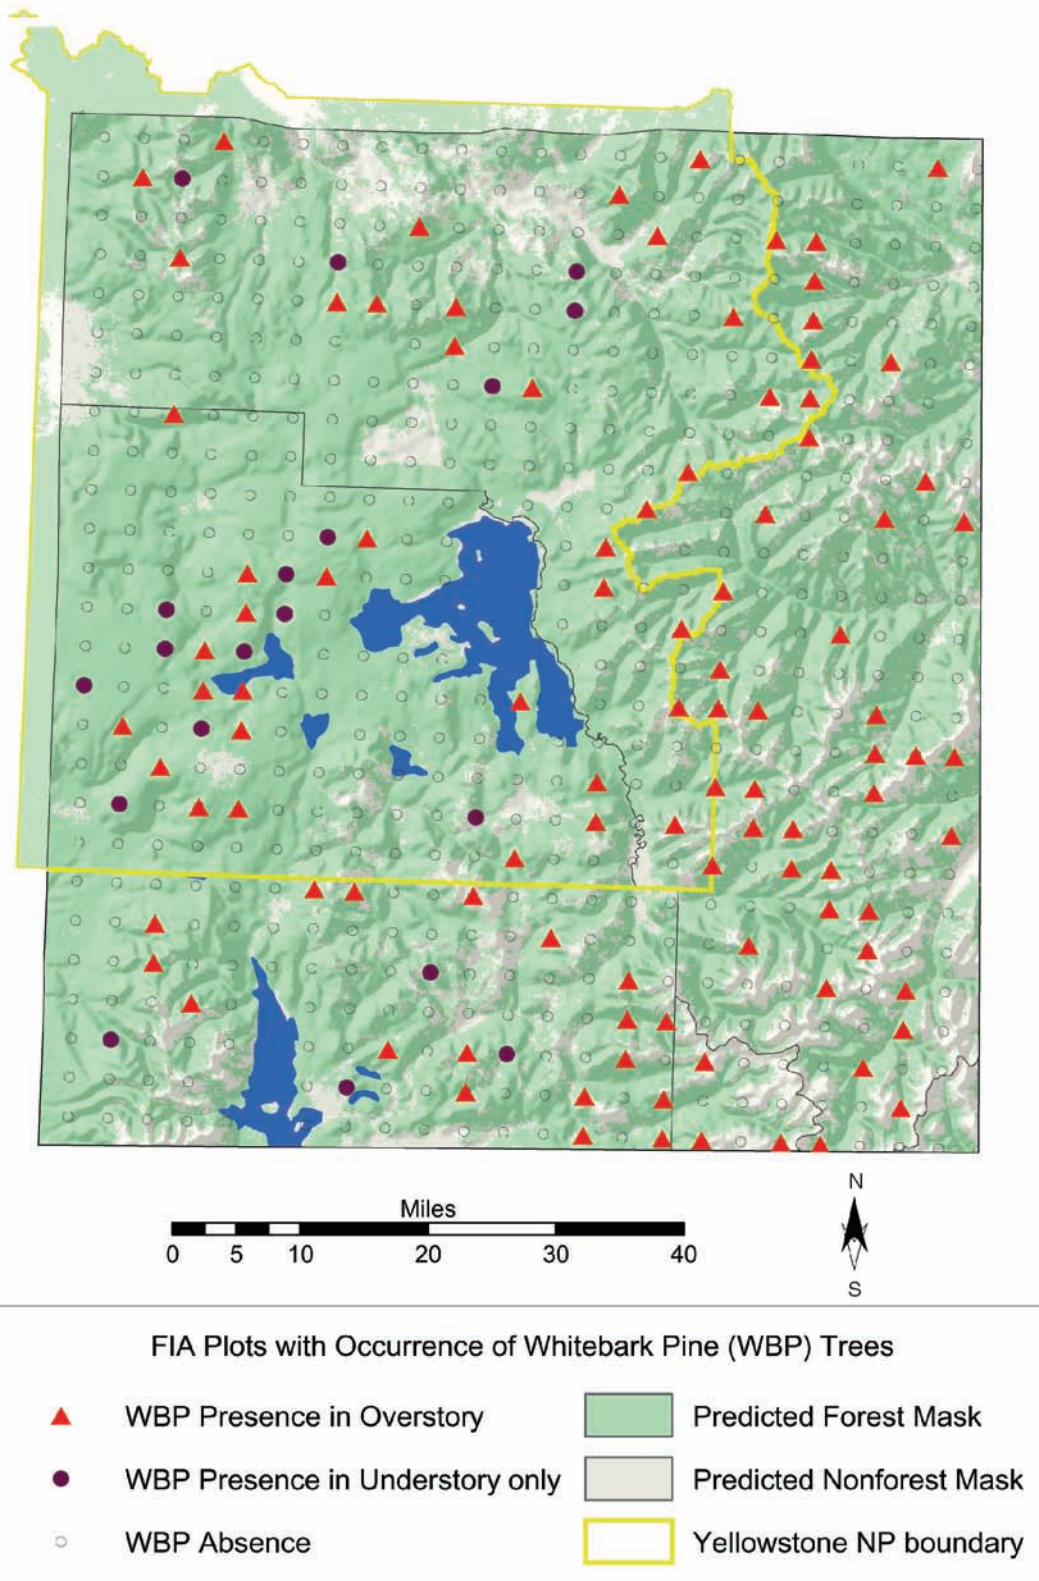 Miles
0 5 10 20 30 40
N
S
FIA Plots with Occurrence of Whitebark Pine (WBP) Trees
WBP Presence in Overstory
Predicted Forest Mask
WBP Presence in Understory only
Predicted Nonforest Mask
WBP Absence
Yellowstone NP boundary